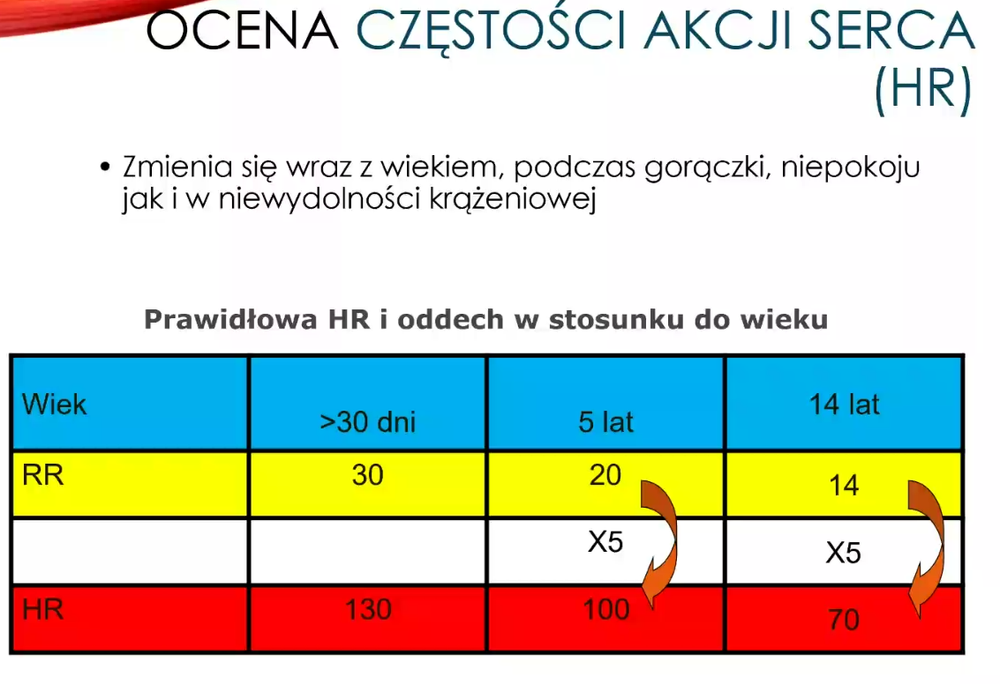 OCENA CZĘSTOŚCI AKCJI SERCA
(HR)
• Zmienia się wraz z wiekiem, podczas gorączki, niepokoju
jak i w niewydolności krążeniowej
Prawidłowa HR i oddech w stosunku do wieku
Wiek >30 dni 5 lat 14 lat
RR 30 20 14
X5 X5
HR 130 100 70